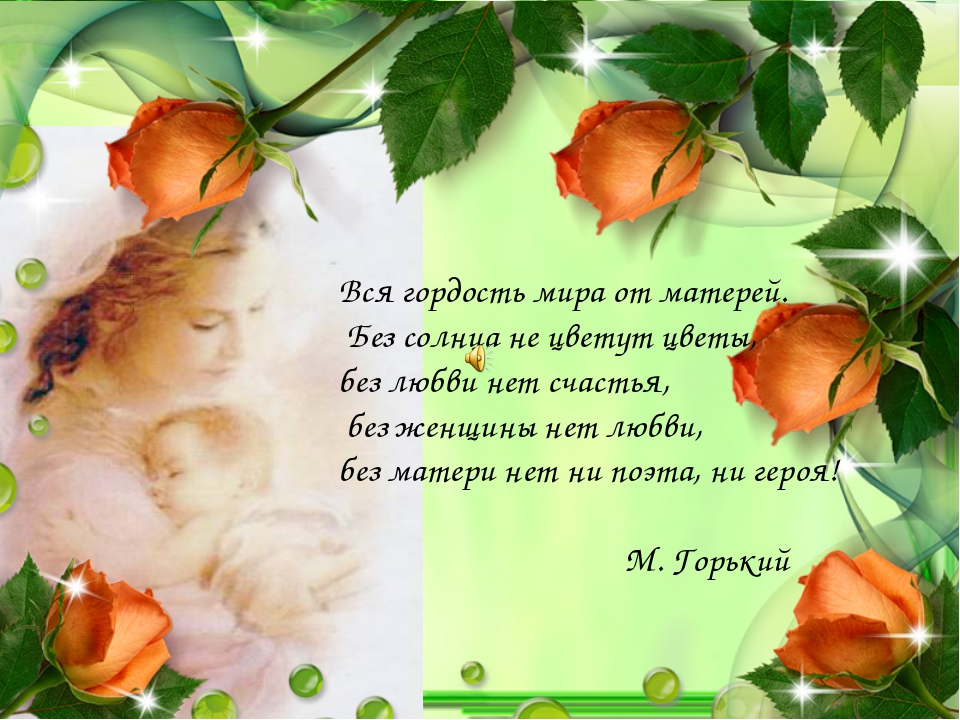 Вся гордость мира от матерей.
Без солнца не цветут цветы,
без любви нет счастья,
без женщины нет любви,
без матери нет ни поэта, ни героя!
М. Горький